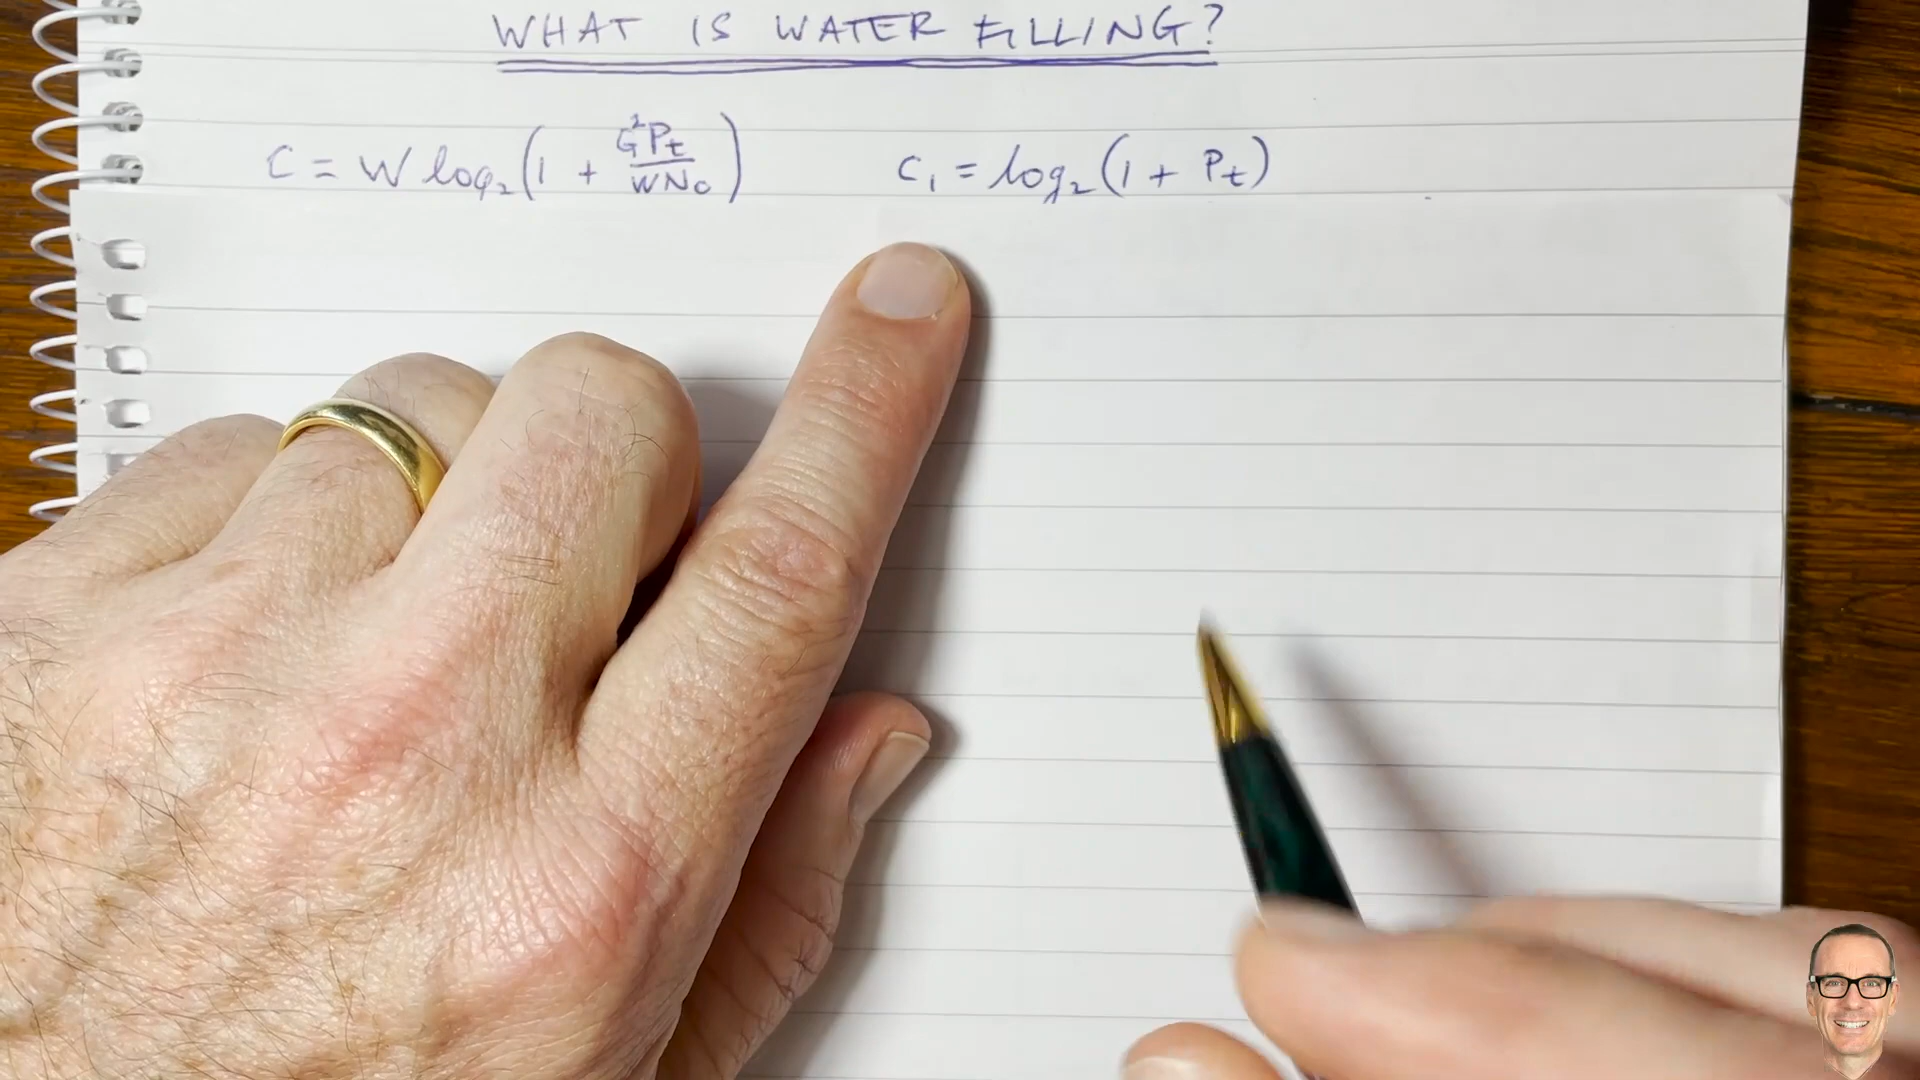 WHAT IS WATER FILLING?
C = W log₂(1 + G²Pt/WN₀) C₁ = log₂(1 + Pt)